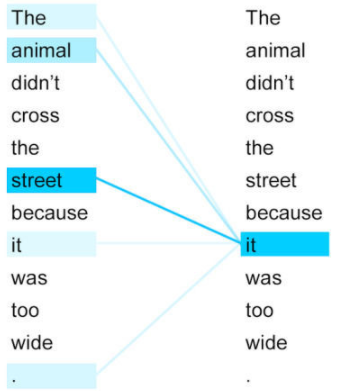 The
animal
didn't
cross
the
street
because
it
was
too
wide
.
The
animal
didn't
cross
the
street
because
it
was
too
wide
.